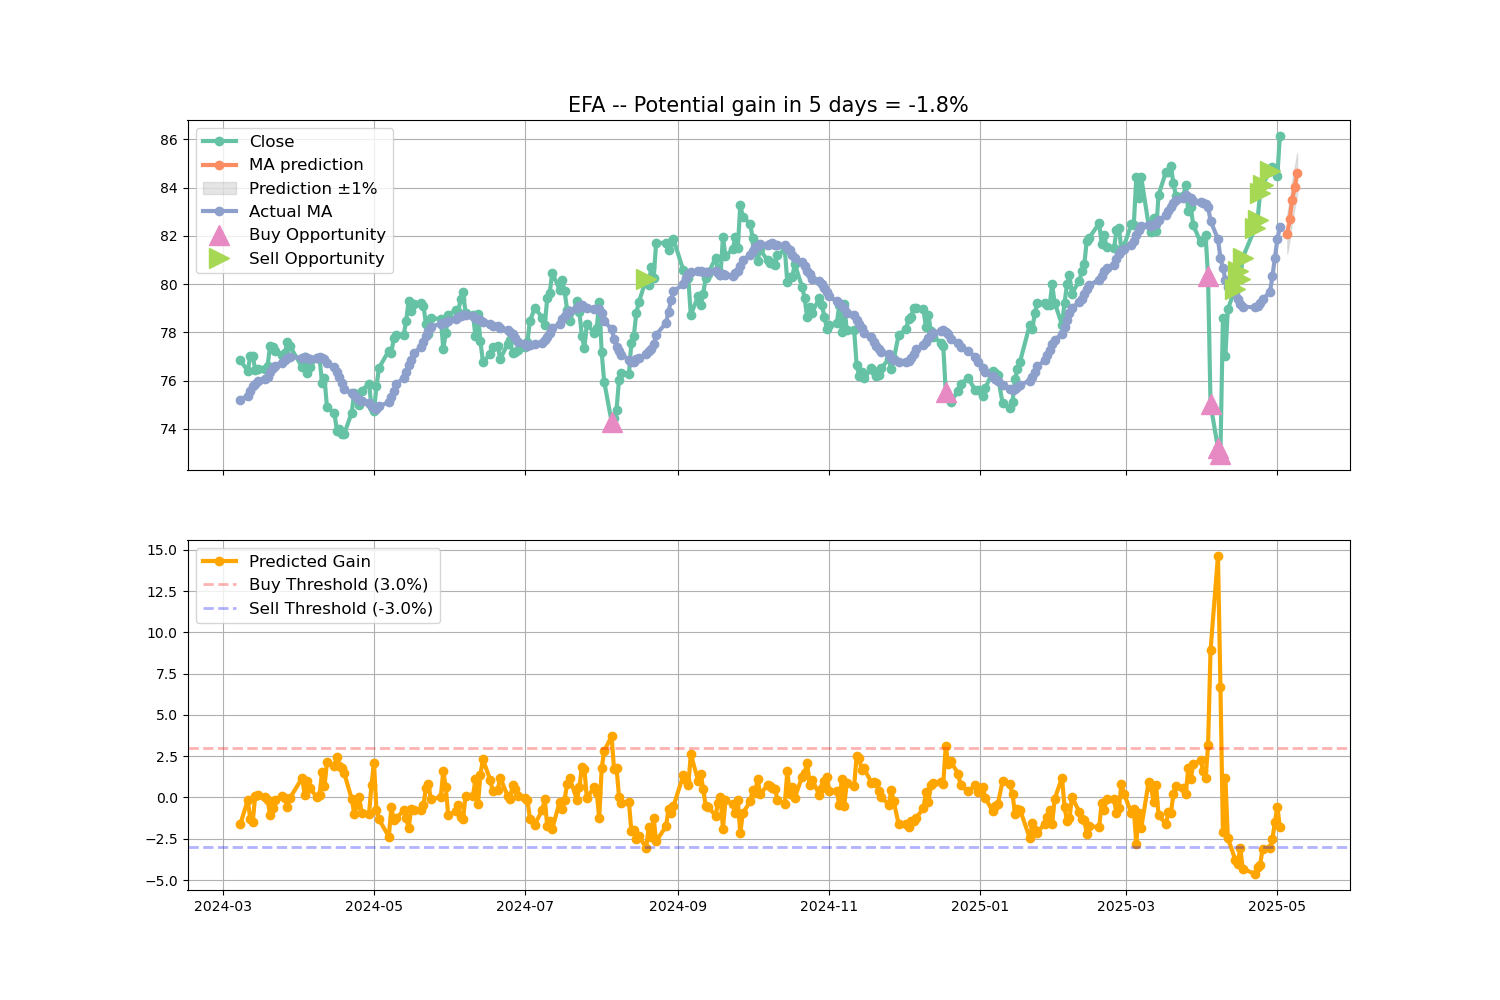 EFA -- Potential gain in 5 days = -1.8%
86
84
82
80
78
76
74
Close
MA prediction
Prediction ±1%
Actual MA
Buy Opportunity
Sell Opportunity
15.0
12.5
10.0
7.5
5.0
2.5
0.0
−2.5
−5.0
Predicted Gain
Buy Threshold (3.0%)
Sell Threshold (-3.0%)
2024-03 2024-05 2024-07 2024-09 2024-11 2025-01 2025-03 2025-05